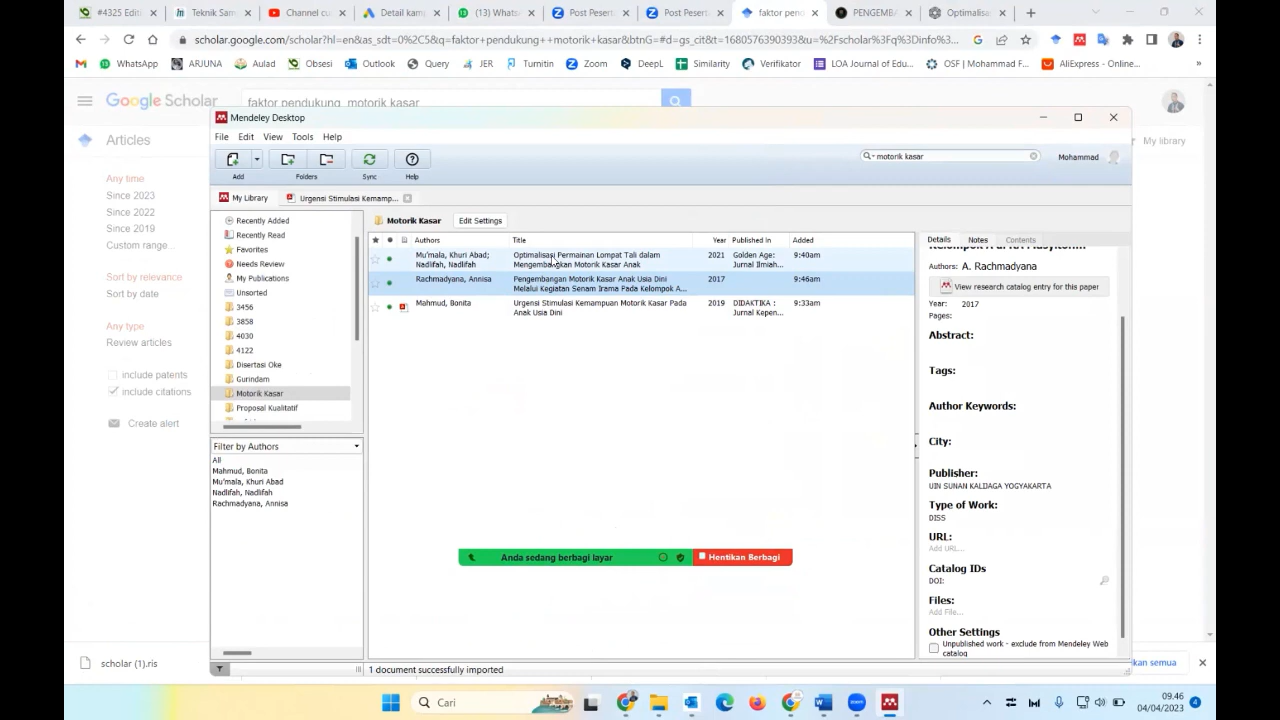 #4325 Edit
Teknik Sam
Channel cu
Detail kam
(13) Whats
Post Pesert
Post Pesert
faktor pen
PENGEMBA
Optimalisa
scholar.google.com/scholar?hl=en&as_sdt=0%2C5&q=faktor+pendukung++motorik+kasar&btnG=#d=gs_cit&t=1680576390393&u=%2Fscholar%3Fq%3Dinfo%...
WhatsApp
ARJUNA
Aulad
Obsesi
Outlook
Query
JER
Turnitin
Zoom
DeepL
Similarity
Verifikator
LOA Journal of Edu...
OSF | Mohammad F...
AliExpress - Online...
Google Scholar
faktor pendukung motorik kasar
Articles
My library
Any time
Since 2023
Since 2022
Since 2019
Custom range...
Sort by relevance
Sort by date
Any type
Review articles
include patents
include citations
Create alert
Mendeley Desktop
File Edit View Tools Help
Add
Folders
Sync
Help
motorik kasar
Mohammad
My Library
Urgensi Stimulasi Kemamp...
Recently Added
Recently Read
Favorites
Needs Review
My Publications
Unsorted
3456
3858
4030
4122
Disertasi Oke
Gurindam
Motorik Kasar
Proposal Kualitatif
Filter by Authors
All
Mahmud, Bonita
Mu'mala, Khuri Abad
Nadlifah, Nadlifah
Rachmadyana, Annisa
Motorik Kasar
Edit Settings
Authors Title Year Published In Added
Mu'mala, Khuri Abad; Optimalisasi Permainan Lompat Tali dalam 2021 Golden Age: 9:40am
Nadlifah, Nadlifah Mengembangkan Motorik Kasar Anak Jurnal Ilmiah...
Rachmadyana, Annisa Pengembangan Motorik Kasar Anak Usia Dini 2017 9:46am
Melalui Kegiatan Senam Irama Pada Kelompok A...
Mahmud, Bonita Urgensi Stimulasi Kemampuan Motorik Kasar Pada 2019 DIDAKTIKA : 9:33am
Anak Usia Dini Jurnal Kepen...
Anda sedang berbagi layar
Hentikan Berbagi
1 document successfully imported
Details Notes Contents
Authors: A. Rachmadyana
View research catalog entry for this paper
Year: 2017
Pages:
Abstract:
Tags:
Author Keywords:
City:
Publisher:
UIN SUNAN KALIJAGA YOGYAKARTA
Type of Work:
DISS
URL:
Add URL...
Catalog IDs
DOI:
Files:
Add File...
Other Settings
Unpublished work - exclude from Mendeley Web
catalog
scholar (1).ris
kan semua
Cari
09.46
04/04/2023
4